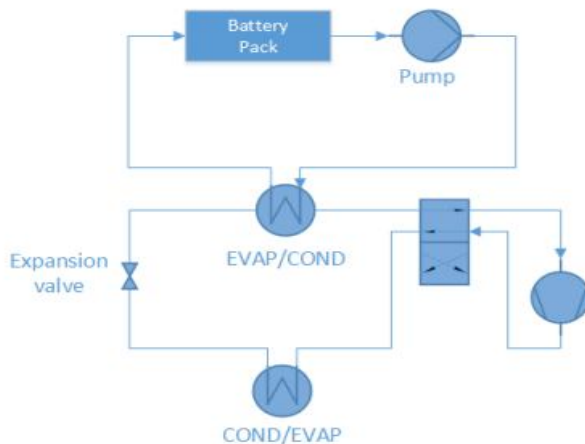 Battery
Pack
Pump
EVAP/COND
Expansion
valve
COND/EVAP